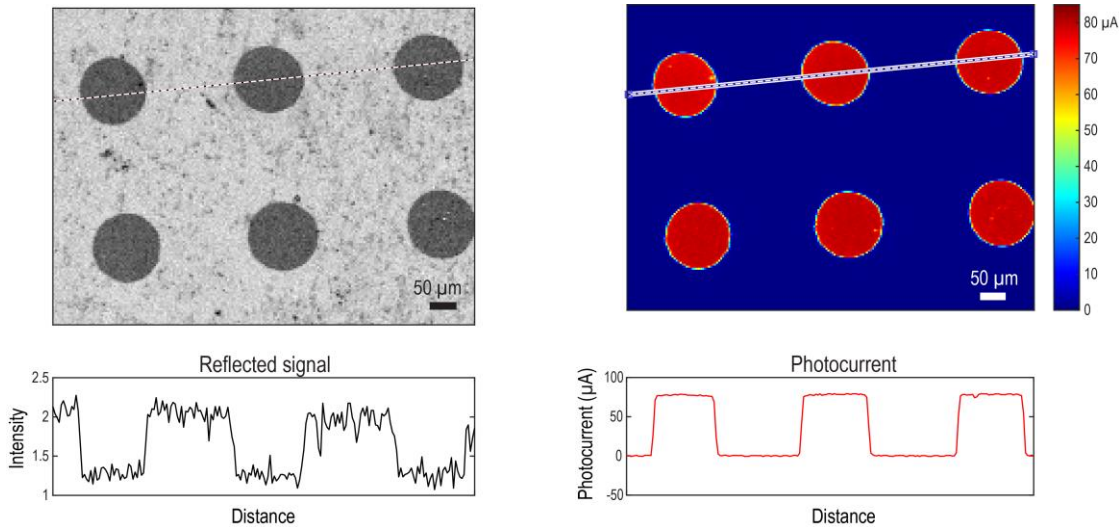 80 µA
70
60
50
40
30
20
10
0
50 µm
50 µm
Reflected signal
Photocurrent
2.5
2
1.5
1
Intensity
Distance
100
50
0
-50
Photocurrent (µA)
Distance